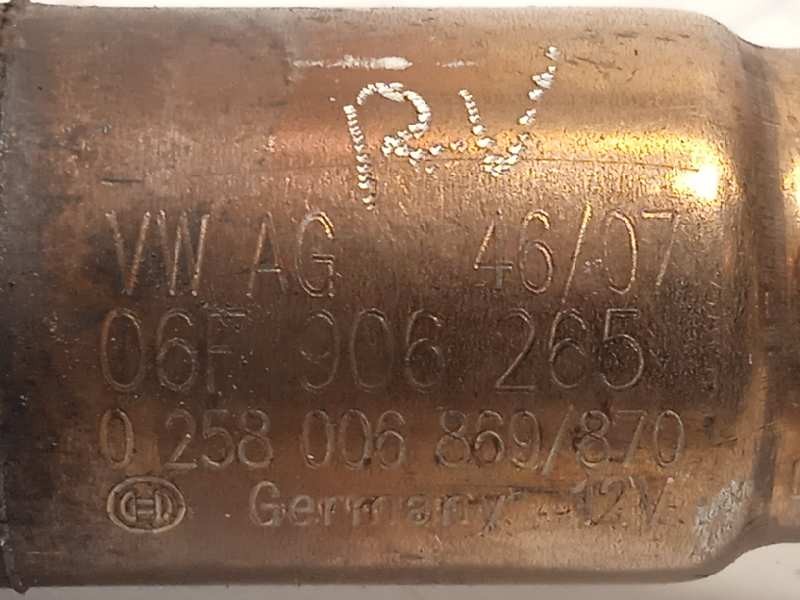 RV
VW AG 46/07
06F 906 265
0 258 006 869/870
Germany 12V